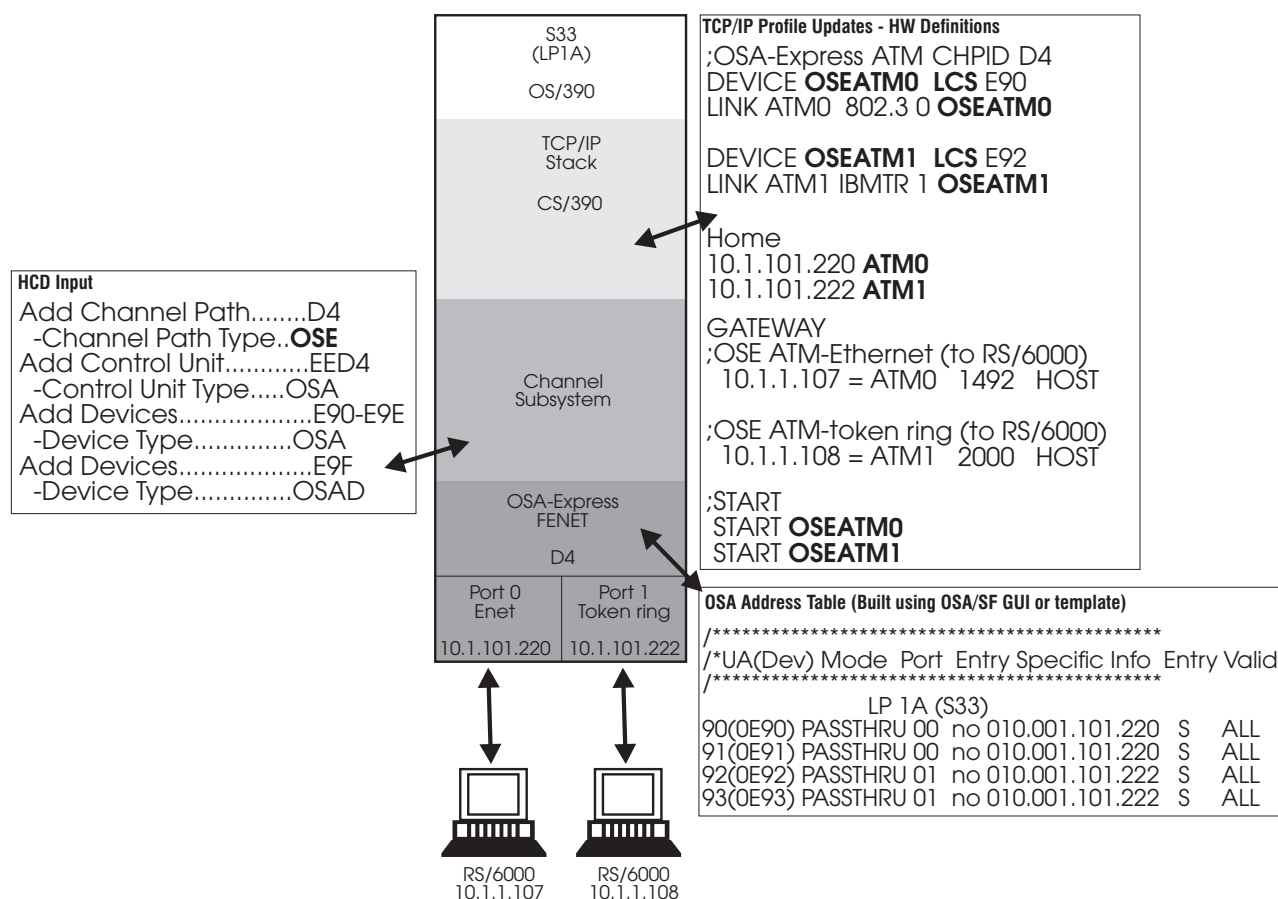 S33
(LP1A)
OS/390
TCP/IP
Stack
CS/390
Channel
Subsystem
OSA-Express
FENET
D4
Port 0
Enet
10.1.101.220
Port 1
Token ring
10.1.101.222
RS/6000
10.1.1.107
RS/6000
10.1.1.108
HCD Input
Add Channel Path........D4
-Channel Path Type..OSE
Add Control Unit............EED4
-Control Unit Type.....OSA
Add Devices....................E90-E9E
-Device Type..............OSA
Add Devices....................E9F
-Device Type..............OSAD
TCP/IP Profile Updates - HW Definitions
;OSA-Express ATM CHPID D4
DEVICE OSEATM0 LCS E90
LINK ATM0 802.3 0 OSEATM0
DEVICE OSEATM1 LCS E92
LINK ATM1 IBMTR 1 OSEATM1
Home
10.1.101.220 ATM0
10.1.101.222 ATM1
GATEWAY
;OSE ATM-Ethernet (to RS/6000)
10.1.1.107 = ATM0 1492 HOST
;OSE ATM-token ring (to RS/6000)
10.1.1.108 = ATM1 2000 HOST
;START
START OSEATM0
START OSEATM1
OSA Address Table (Built using OSA/SF GUI or template)
/**********************************************
/*UA(Dev) Mode Port Entry Specific Info Entry Valid
/**********************************************
LP 1A (S33)
90(0E90) PASSTHRU 00 no 010.001.101.220 S ALL
91(0E91) PASSTHRU 00 no 010.001.101.220 S ALL
92(0E92) PASSTHRU 01 no 010.001.101.222 S ALL
93(0E93) PASSTHRU 01 no 010.001.101.222 S ALL